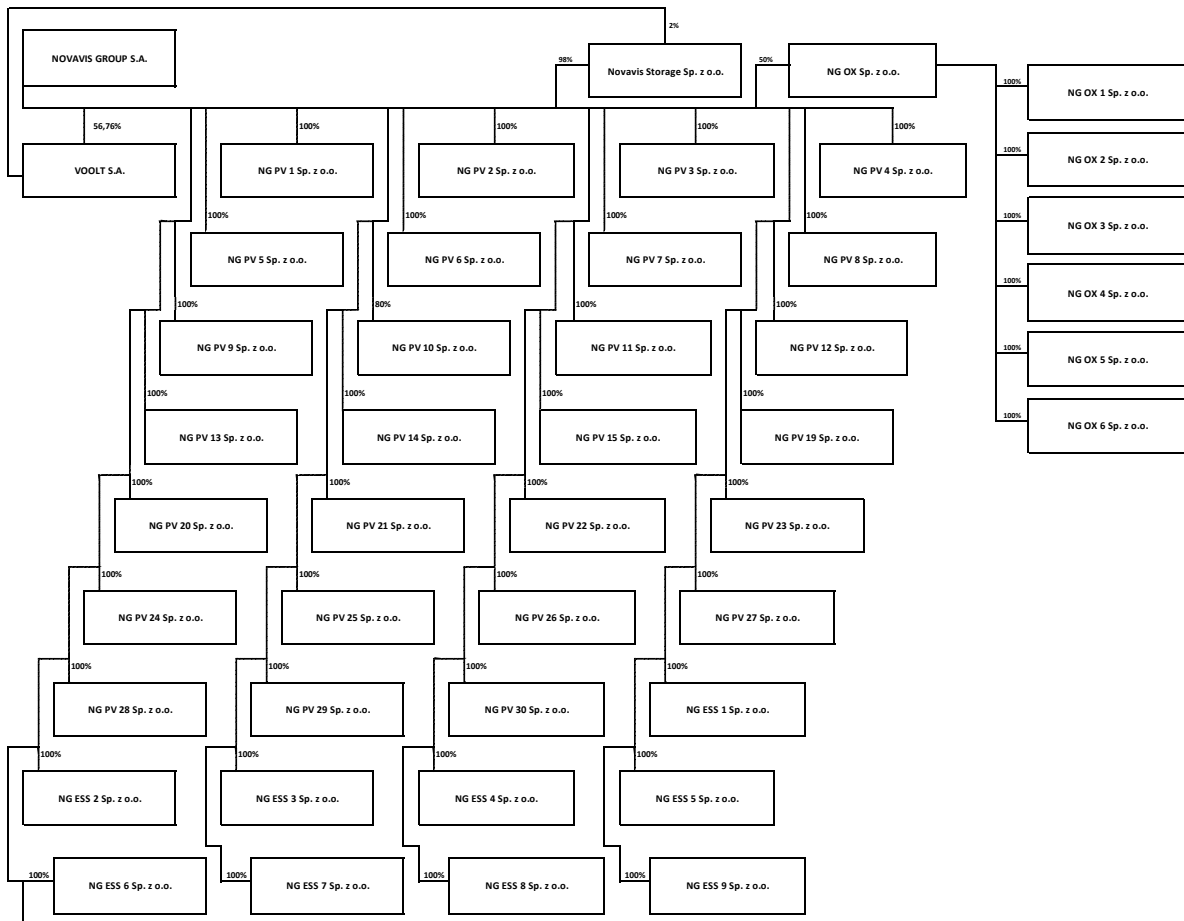 2%
NOVAVIS GROUP S.A.
98%
Novavis Storage Sp. z o.o.
50%
NG OX Sp. z o.o.
100%
NG OX 1 Sp. z o.o.
56,76%
100%
100%
100%
100%
100%
NG OX 2 Sp. z o.o.
VOOLT S.A.
NG PV 1 Sp. z o.o.
NG PV 2 Sp. z o.o.
NG PV 3 Sp. z o.o.
NG PV 4 Sp. z o.o.
100%
100%
100%
100%
100%
NG OX 3 Sp. z o.o.
NG PV 5 Sp. z o.o.
NG PV 6 Sp. z o.o.
NG PV 7 Sp. z o.o.
NG PV 8 Sp. z o.o.
100%
NG OX 4 Sp. z o.o.
100%
80%
100%
100%
NG PV 9 Sp. z o.o.
NG PV 10 Sp. z o.o.
NG PV 11 Sp. z o.o.
NG PV 12 Sp. z o.o.
100%
NG OX 5 Sp. z o.o.
100%
100%
100%
100%
100%
NG OX 6 Sp. z o.o.
NG PV 13 Sp. z o.o.
NG PV 14 Sp. z o.o.
NG PV 15 Sp. z o.o.
NG PV 19 Sp. z o.o.
100%
100%
100%
100%
NG PV 20 Sp. z o.o.
NG PV 21 Sp. z o.o.
NG PV 22 Sp. z o.o.
NG PV 23 Sp. z o.o.
100%
100%
100%
100%
NG PV 24 Sp. z o.o.
NG PV 25 Sp. z o.o.
NG PV 26 Sp. z o.o.
NG PV 27 Sp. z o.o.
100%
100%
100%
100%
NG PV 28 Sp. z o.o.
NG PV 29 Sp. z o.o.
NG PV 30 Sp. z o.o.
NG ESS 1 Sp. z o.o.
100%
100%
100%
100%
NG ESS 2 Sp. z o.o.
NG ESS 3 Sp. z o.o.
NG ESS 4 Sp. z o.o.
NG ESS 5 Sp. z o.o.
100%
100%
100%
100%
NG ESS 6 Sp. z o.o.
NG ESS 7 Sp. z o.o.
NG ESS 8 Sp. z o.o.
NG ESS 9 Sp. z o.o.